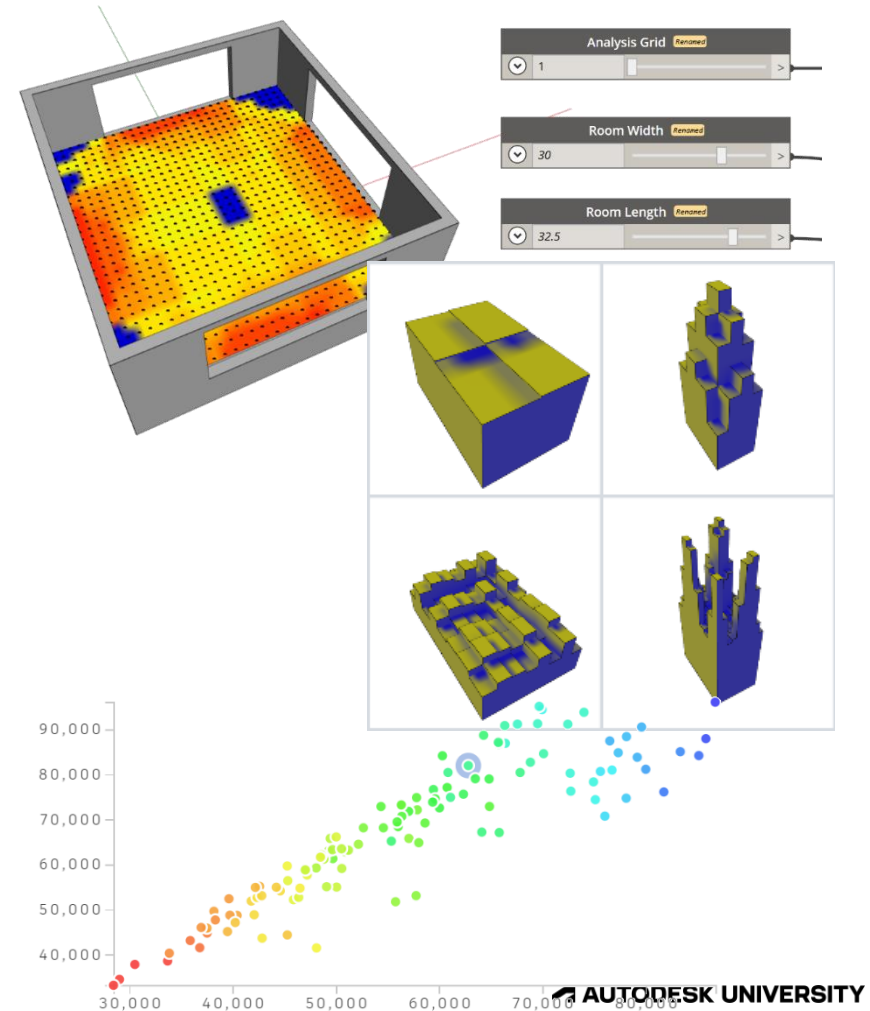 Analysis Grid Renamed
1 >
Room Width Renamed
30 >
Room Length Renamed
32.5 >
90,000
80,000
70,000
60,000
50,000
40,000
30,000 40,000 50,000 60,000 70,000 80,000
AUTODESK UNIVERSITY